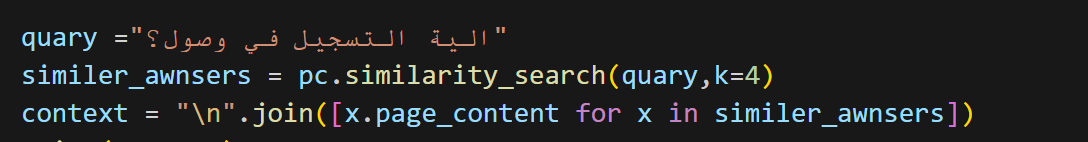 quary ="الية التسجيل في وصول؟"
similer_awnsers = pc.similarity_search(quary,k=4)
context = "\n".join([x.page_content for x in similer_awnsers])